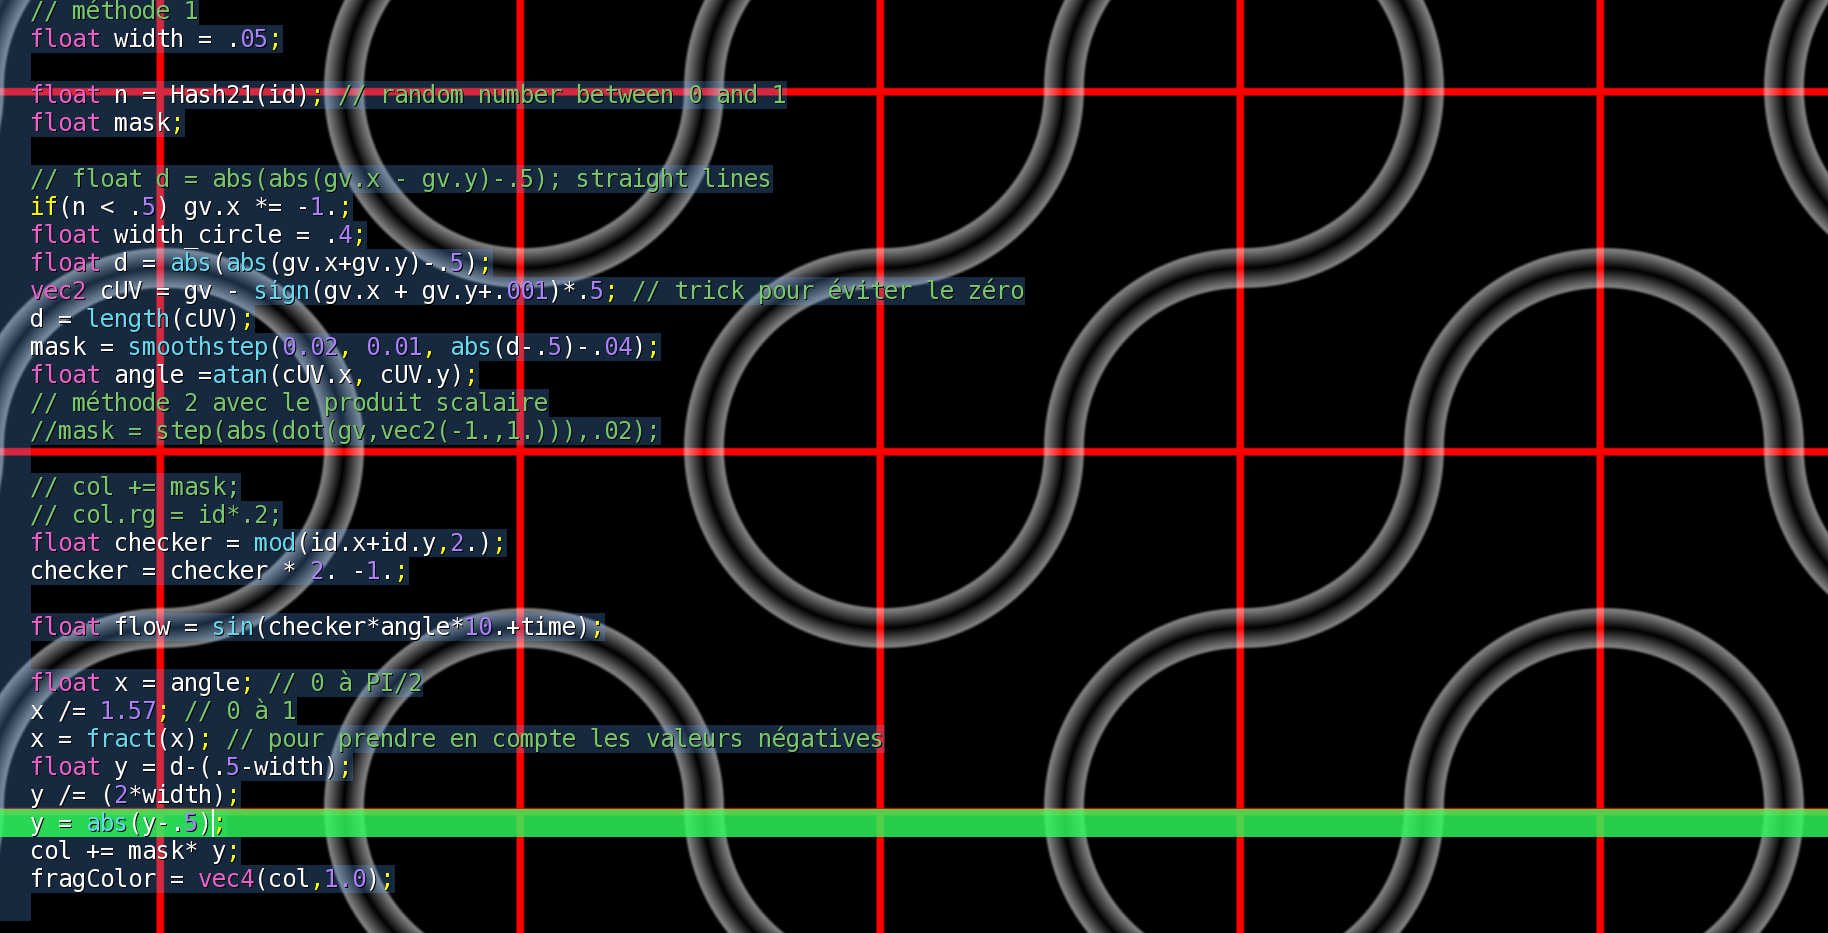 // méthode 1
float width = .05;
float n = Hash21(id); // random number between 0 and 1
float mask;
// float d = abs(abs(gv.x - gv.y)-.5); straight lines
if(n < .5) gv.x *= -1.;
float width_circle = .4;
float d = abs(abs(gv.x+gv.y)-.5);
vec2 cUV = gv - sign(gv.x + gv.y+.001)*.5; // trick pour éviter le zéro
d = length(cUV);
mask = smoothstep(0.02, 0.01, abs(d-.5)-.04);
float angle =atan(cUV.x, cUV.y);
// méthode 2 avec le produit scalaire
//mask = step(abs(dot(gv,vec2(-1.,1.))),.02);
// col += mask;
// col.rg = id*.2;
float checker = mod(id.x+id.y,2.);
checker = checker * 2. -1.;
float flow = sin(checker*angle*10.+time);
float x = angle; // 0 à PI/2
x /= 1.57; // 0 à 1
x = fract(x); // pour prendre en compte les valeurs négatives
float y = d-(.5-width);
y /= (2*width);
y = abs(y-.5);
col += mask* y;
fragColor = vec4(col,1.0);